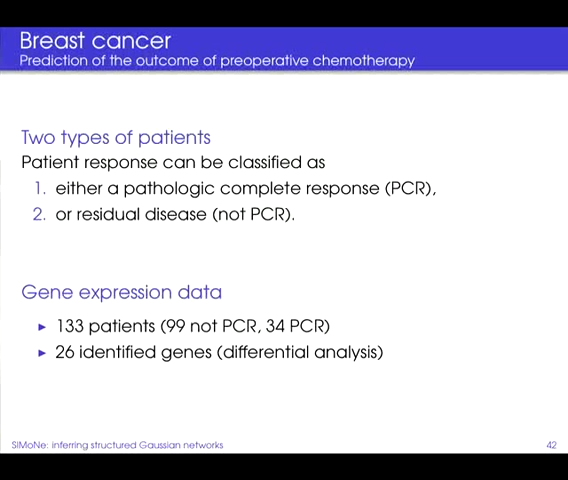 Breast cancer
Prediction of the outcome of preoperative chemotherapy
Two types of patients
Patient response can be classified as
1. either a pathologic complete response (PCR),
2. or residual disease (not PCR).
Gene expression data
▶ 133 patients (99 not PCR, 34 PCR)
▶ 26 identified genes (differential analysis)
SIMoNe: inferring structured Gaussian networks
42